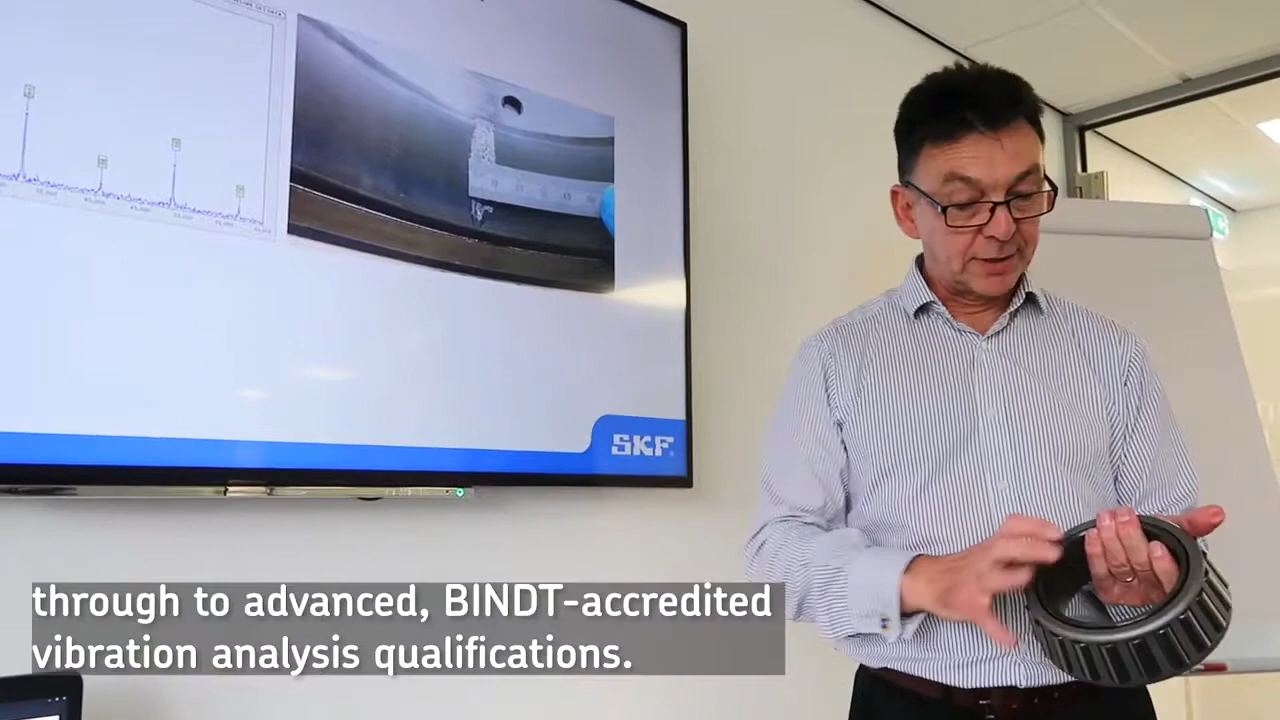 SKF
through to advanced, BINDT-accredited
vibration analysis qualifications.